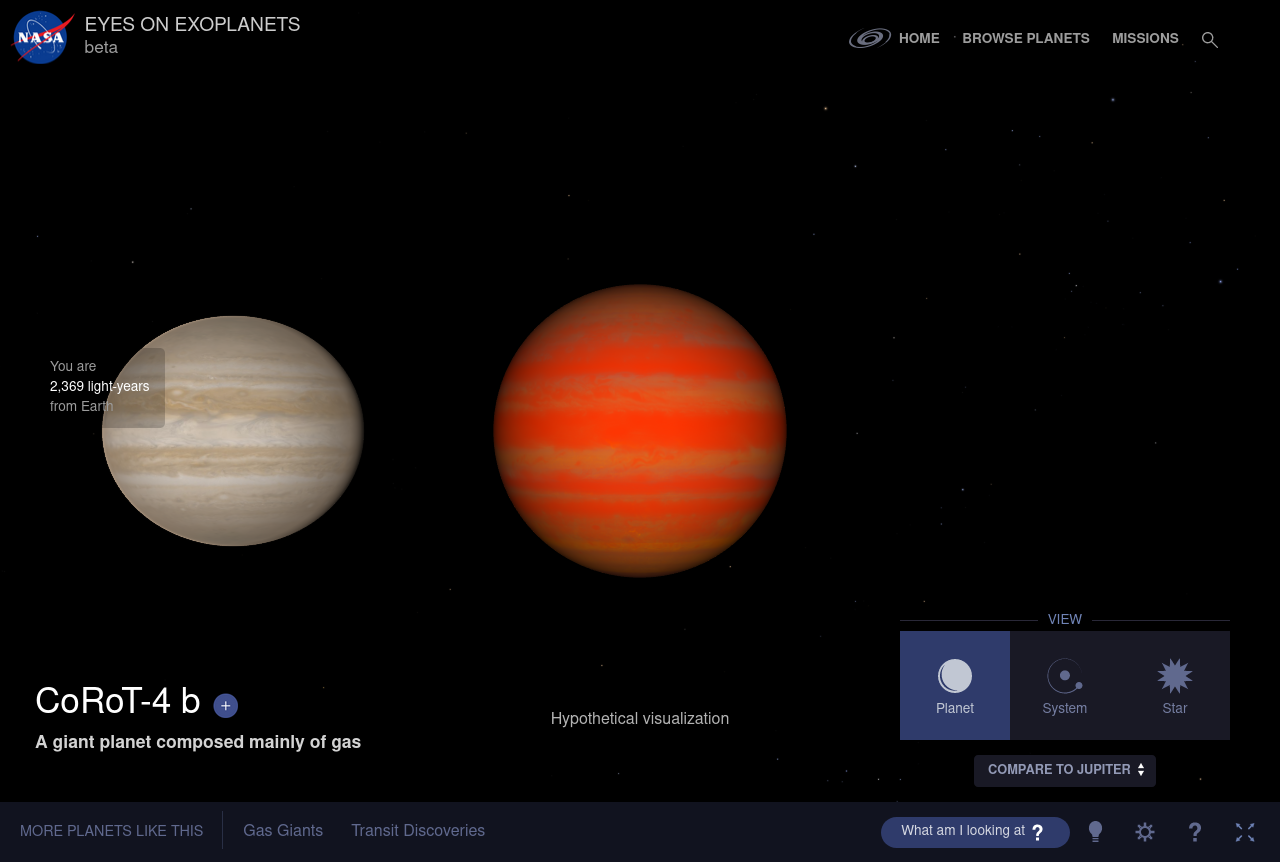 NASA
EYES ON EXOPLANETS
beta
HOME
BROWSE PLANETS
MISSIONS
You are
2,369 light-years
from Earth
VIEW
Planet
System
Star
CoRoT-4 b +
A giant planet composed mainly of gas
Hypothetical visualization
COMPARE TO JUPITER
MORE PLANETS LIKE THIS
Gas Giants
Transit Discoveries
What am I looking at ?
?